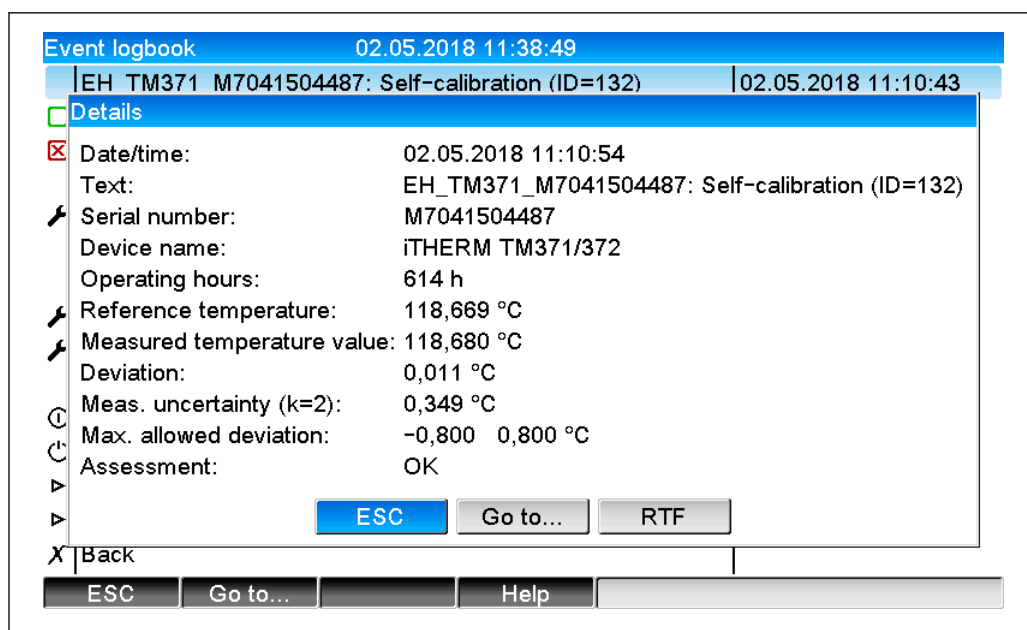 Event logbook 02.05.2018 11:38:49
EH_TM371_M7041504487: Self-calibration (ID=132) 02.05.2018 11:10:43
Details
Date/time: 02.05.2018 11:10:54
Text: EH_TM371_M7041504487: Self-calibration (ID=132)
Serial number: M7041504487
Device name: iTHERM TM371/372
Operating hours: 614 h
Reference temperature: 118,669 °C
Measured temperature value: 118,680 °C
Deviation: 0,011 °C
Meas. uncertainty (k=2): 0,349 °C
Max. allowed deviation: -0,800 0,800 °C
Assessment: OK
ESC Go to... RTF
X Back
ESC Go to... Help